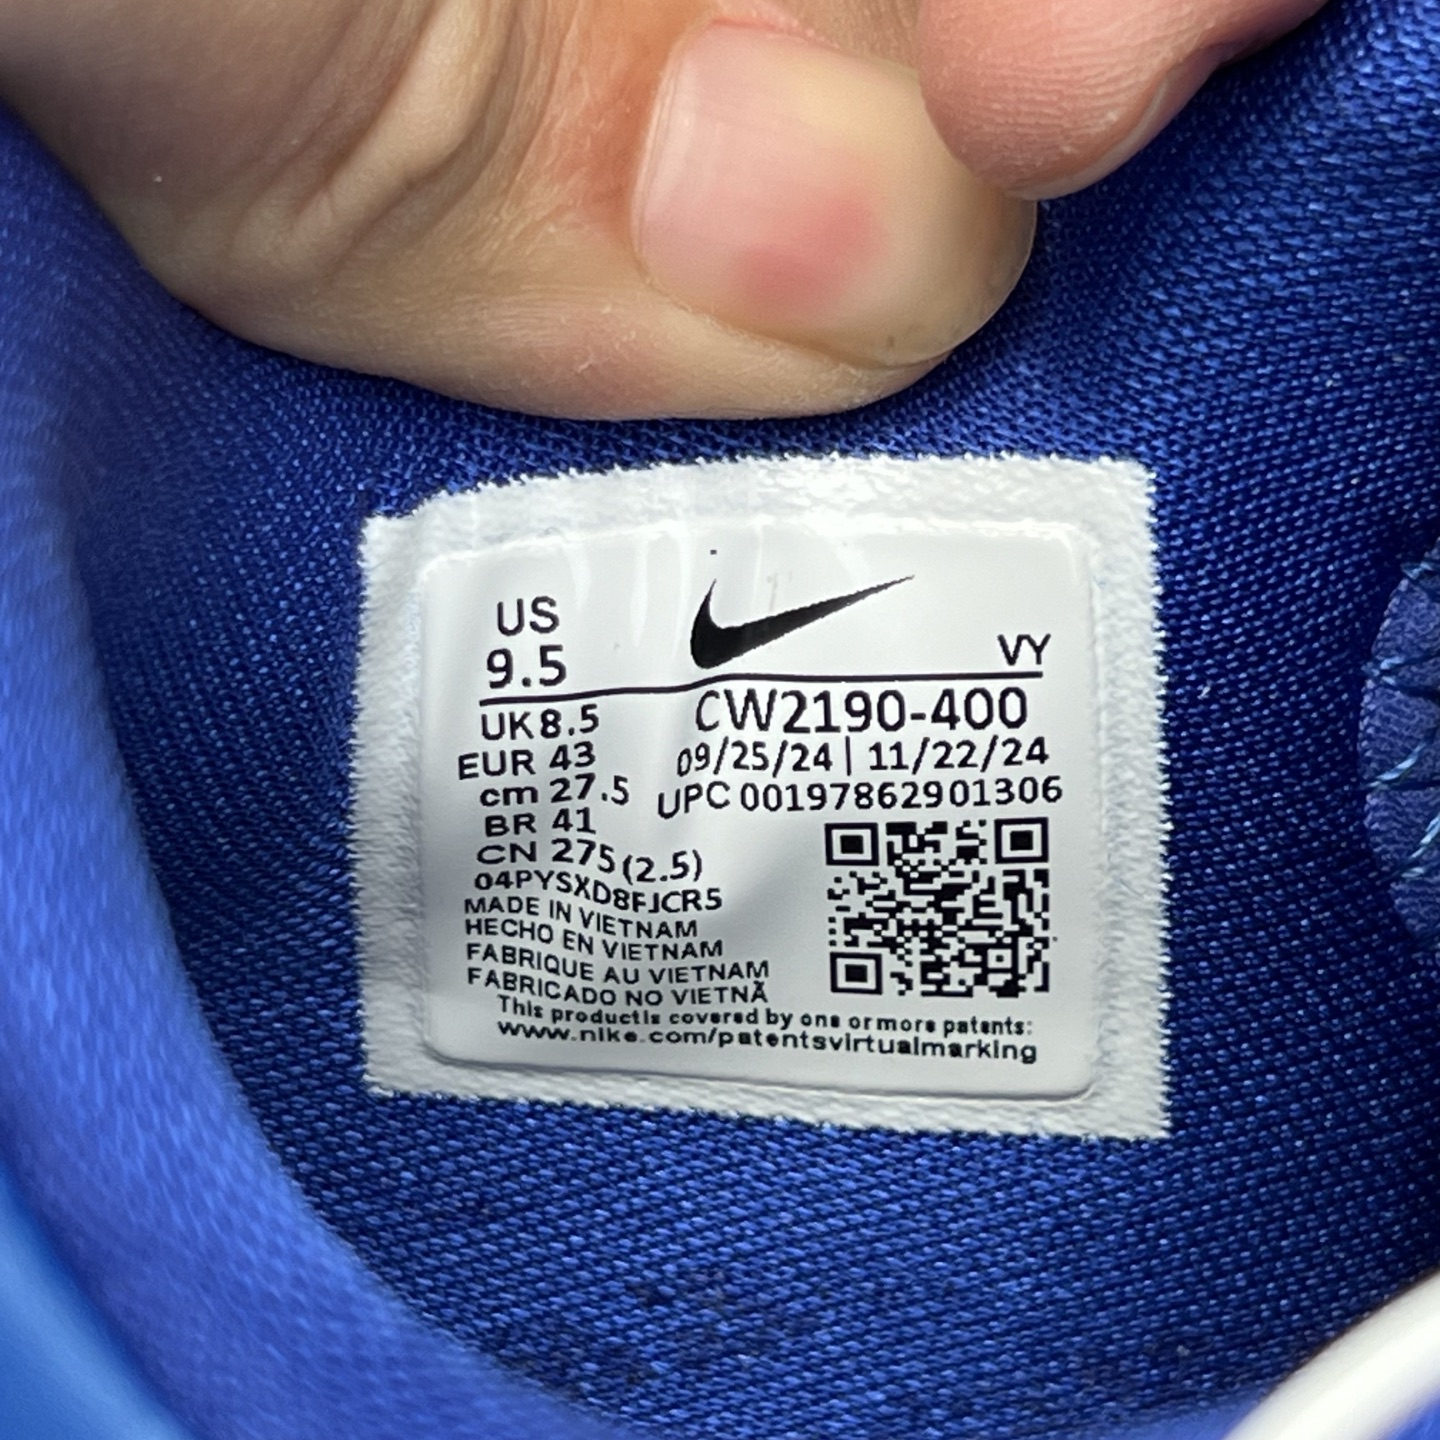 US
9.5
VY
UK 8.5
EUR 43
cm 27.5
BR 41
CN 275 (2.5)
CW2190-400
09/25/24 | 11/22/24
UPC 00197862901306
04PYSXD8FJCR5
MADE IN VIETNAM
HECHO EN VIETNAM
FABRIQUE AU VIETNAM
FABRICADO NO VIETNÃ
This product is covered by one or more patents:
www.nike.com/patentsvirtualmarking